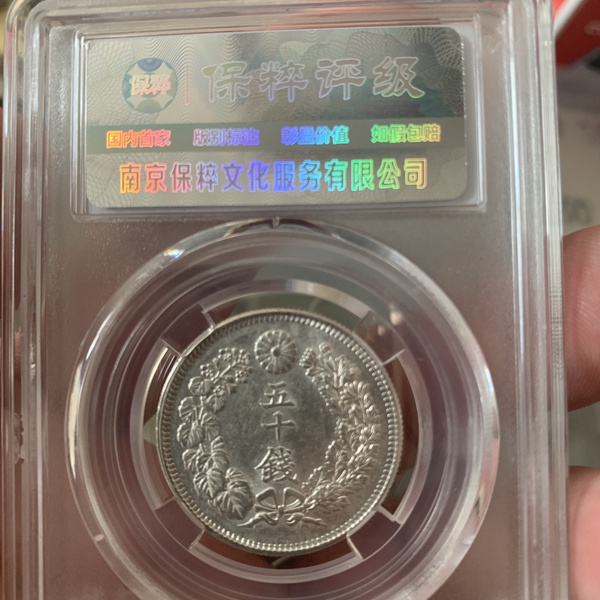 保粹 保粹评级
国内首家 版别标注 彰显价值 如假包赔
南京保粹文化服务有限公司
五十錢